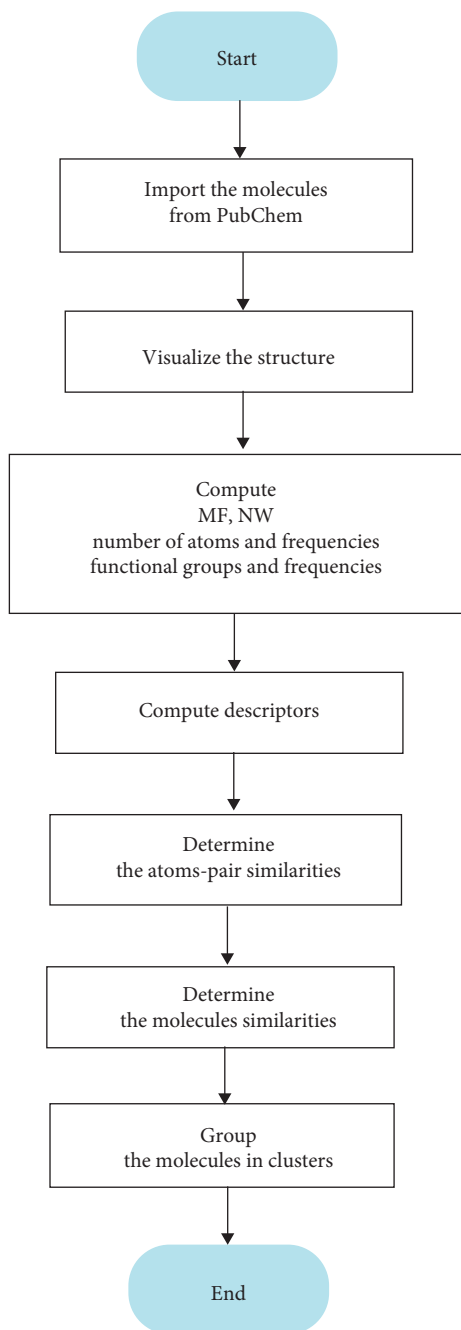 Start
Import the molecules
from PubChem
Visualize the structure
Compute
MF, NW
number of atoms and frequencies
functional groups and frequencies
Compute descriptors
Determine
the atoms-pair similarities
Determine
the molecules similarities
Group
the molecules in clusters
End